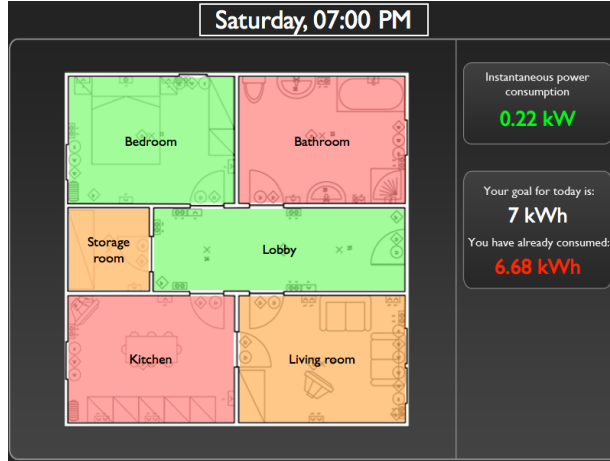 Saturday, 07:00 PM
Instantaneous power
consumption
0.22 kW
Bedroom
Bathroom
Your goal for today is:
7 kWh
You have already consumed:
6.68 kWh
Storage
room
Lobby
Kitchen
Living room